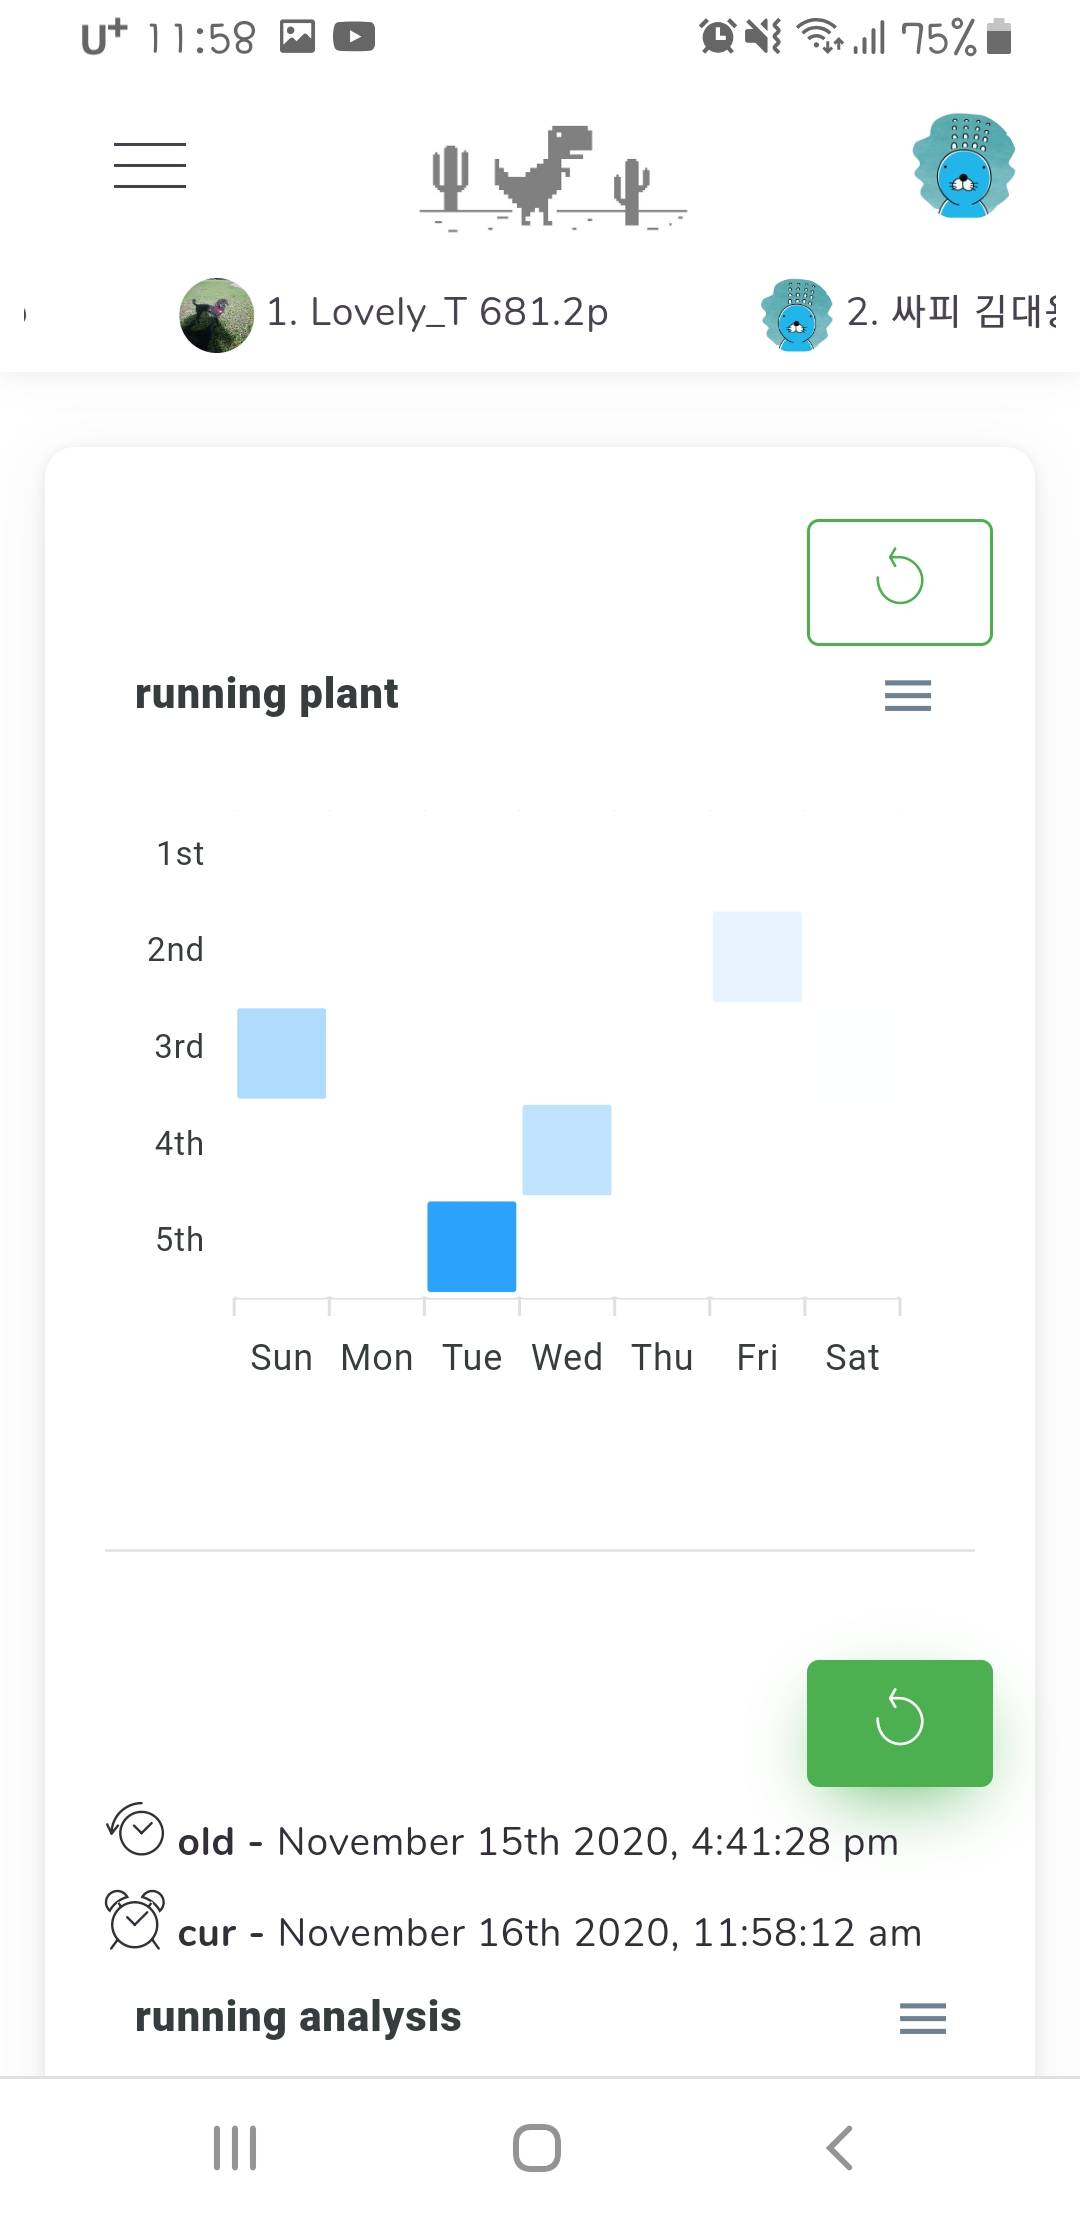 U+ 11:58 75%
1. Lovely_T 681.2p 2. 싸피 김대
running plant
1st
2nd
3rd
4th
5th
Sun Mon Tue Wed Thu Fri Sat
old - November 15th 2020, 4:41:28 pm
cur - November 16th 2020, 11:58:12 am
running analysis